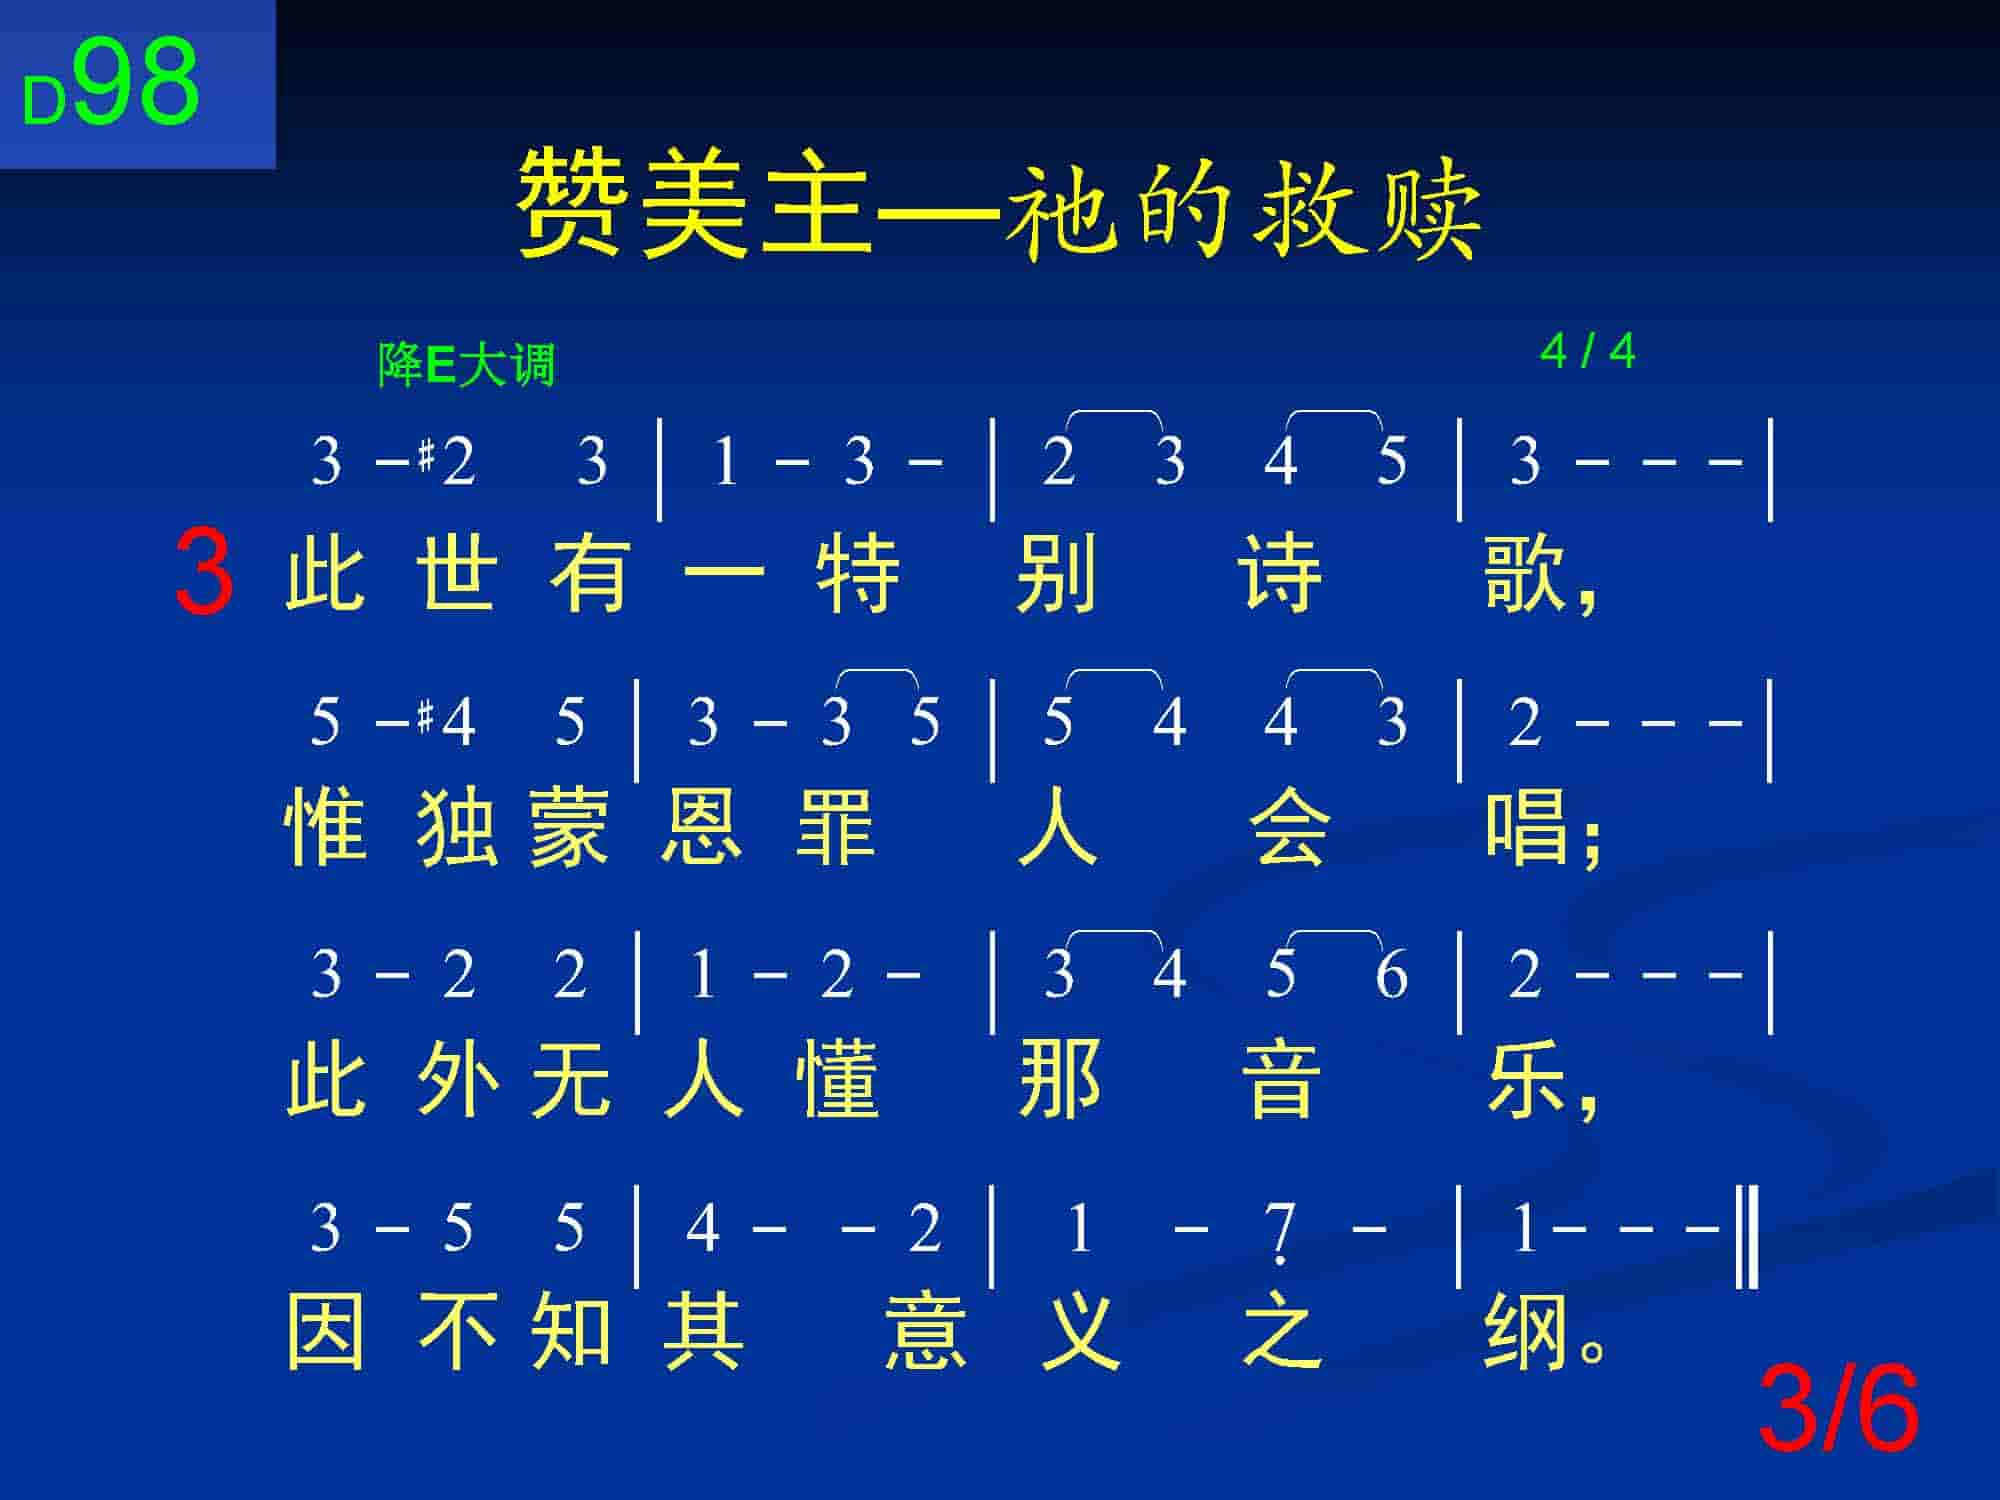 D98
赞美主—祂的救赎
降E大调 4 / 4
3 - #2 3 | 1 - 3 - | 2 3 4 5 | 3 - - - |
3 此世有一特别诗歌，
5 - #4 5 | 3 - 3 5 | 5 4 4 3 | 2 - - - |
惟独蒙恩罪人会唱；
3 - 2 2 | 1 - 2 - | 3 4 5 6 | 2 - - - |
此外无人懂那音乐，
3 - 5 5 | 4 - - 2 | 1 - 7̣ - | 1 - - - ‖
因不知其意义之纲。
3/6